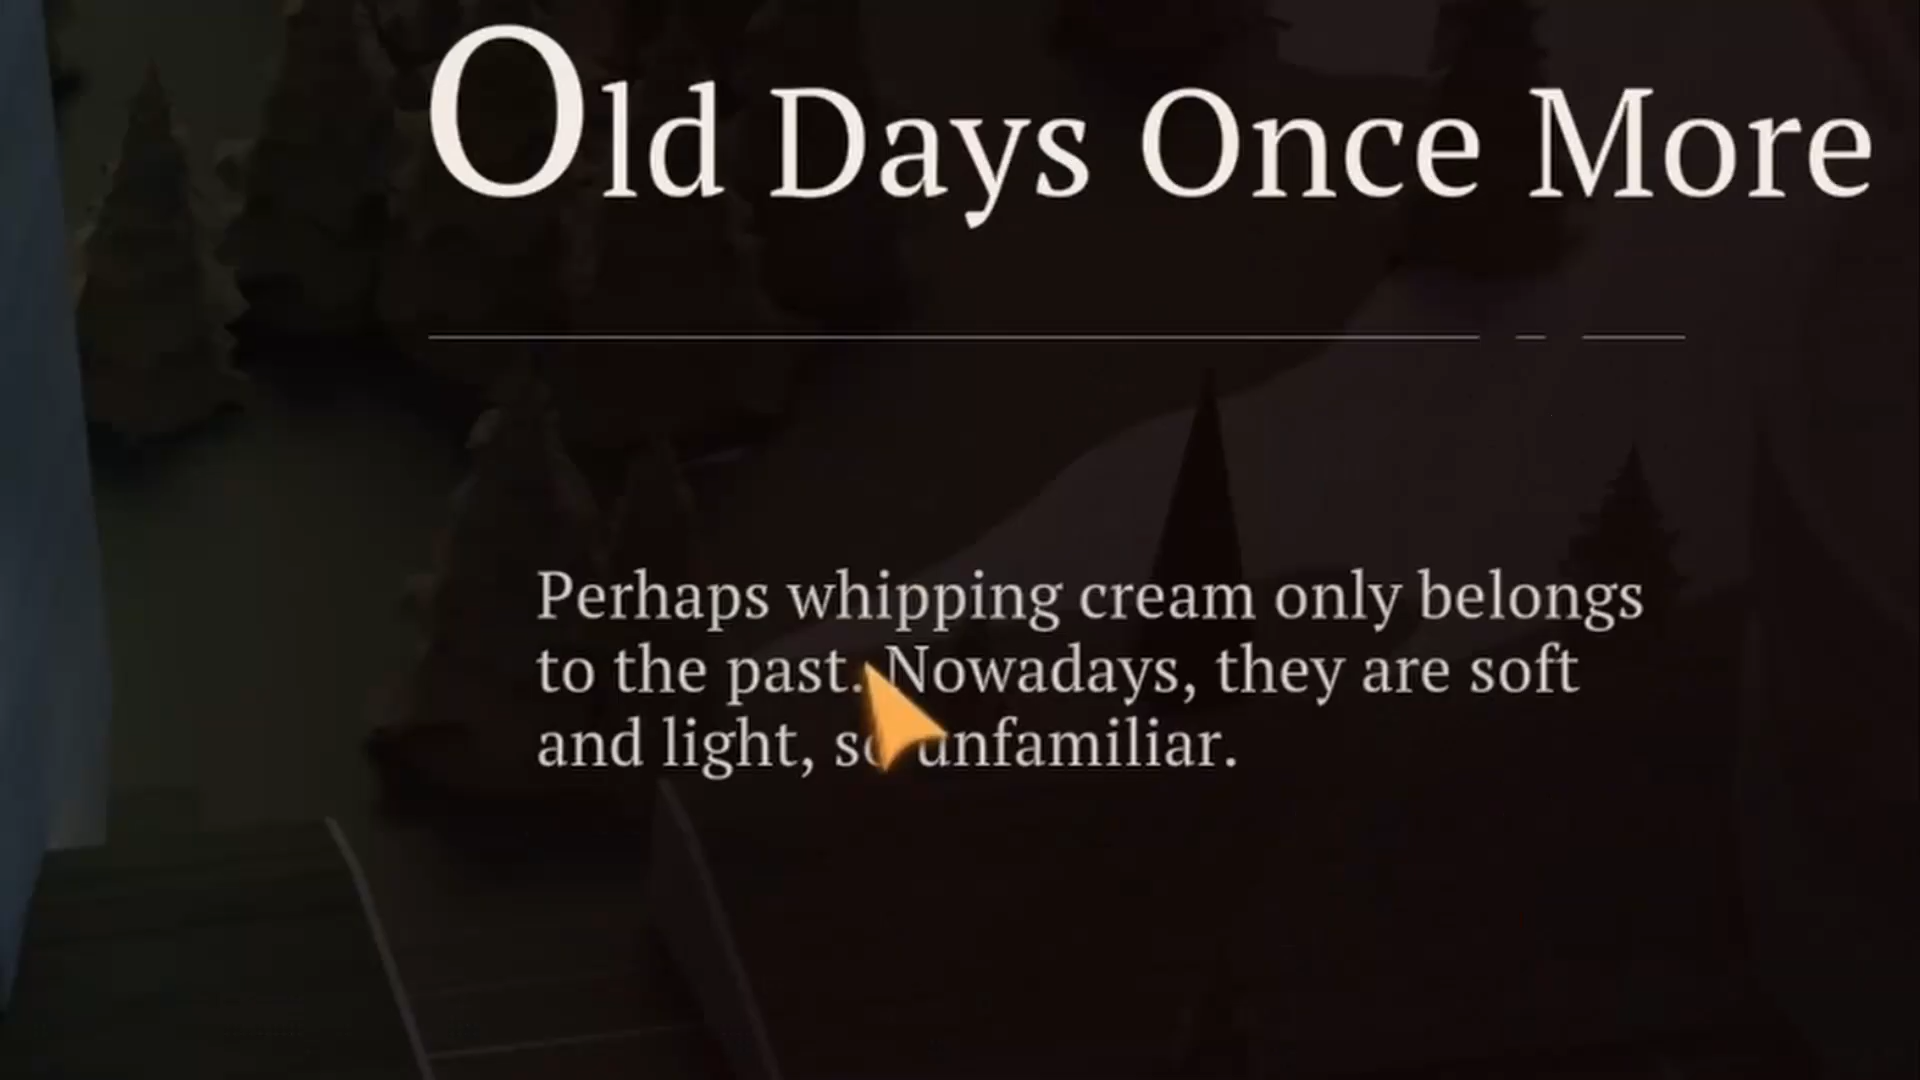 Old Days Once More
Perhaps whipping cream only belongs
to the past. Nowadays, they are soft
and light, so unfamiliar.